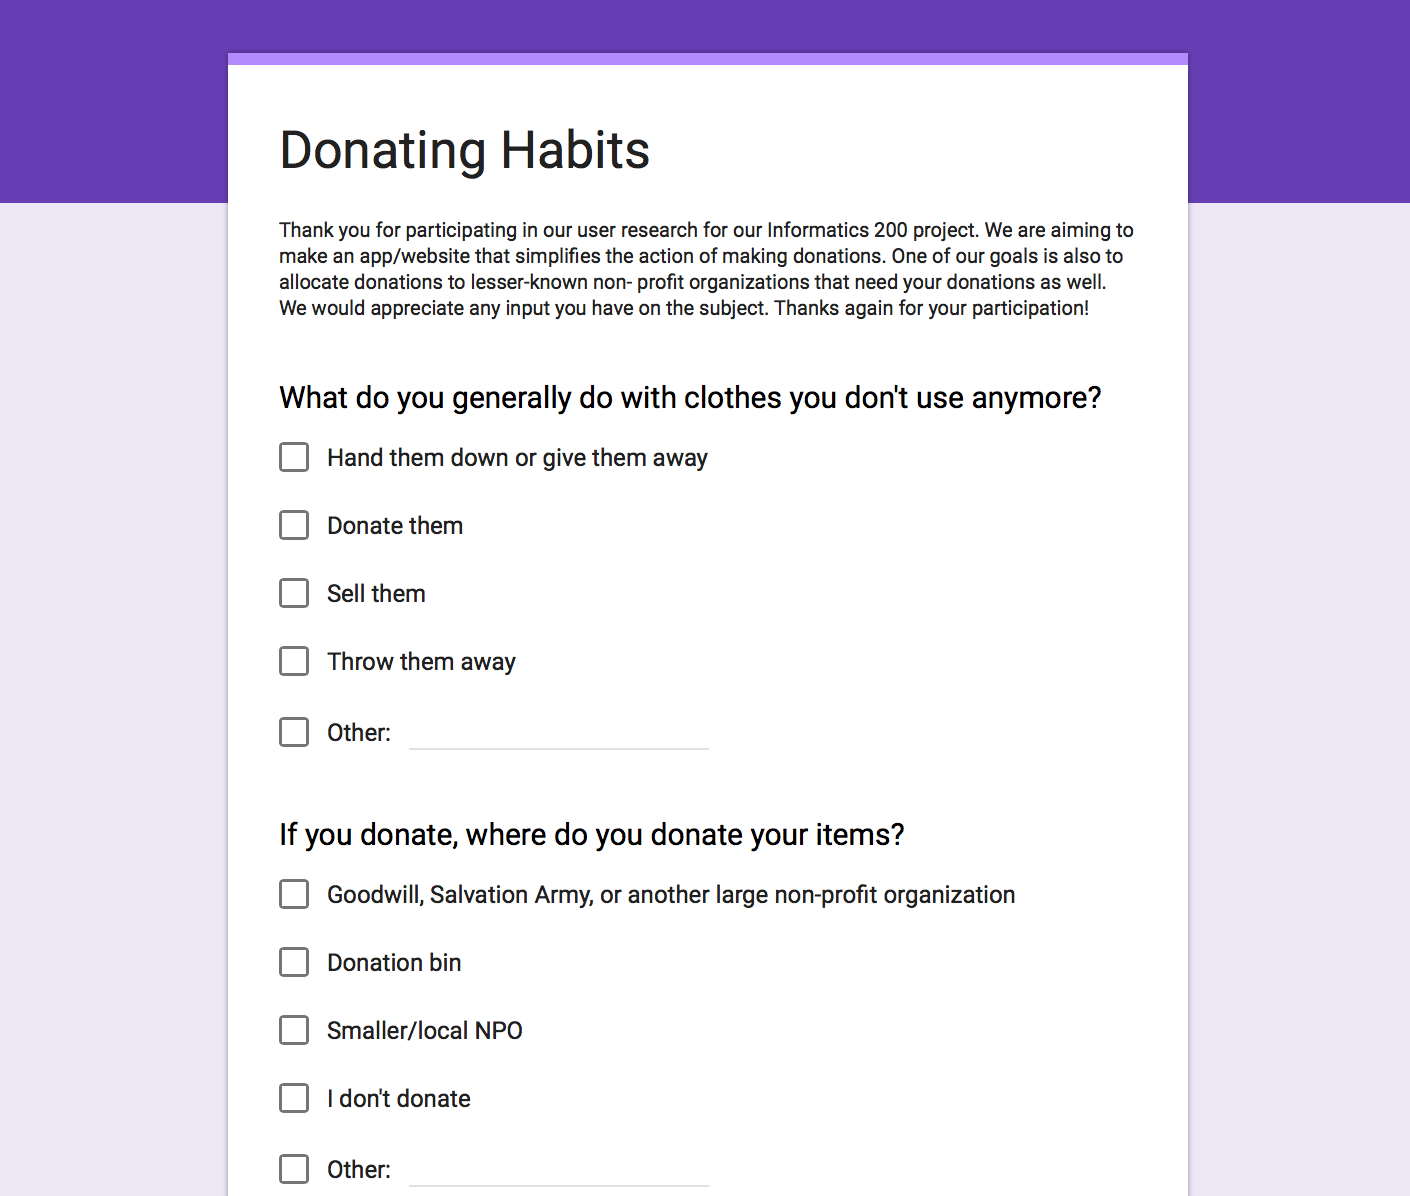 Donating Habits
Thank you for participating in our user research for our Informatics 200 project. We are aiming to
make an app/website that simplifies the action of making donations. One of our goals is also to
allocate donations to lesser-known non- profit organizations that need your donations as well.
We would appreciate any input you have on the subject. Thanks again for your participation!
What do you generally do with clothes you don't use anymore?
Hand them down or give them away
Donate them
Sell them
Throw them away
Other:
If you donate, where do you donate your items?
Goodwill, Salvation Army, or another large non-profit organization
Donation bin
Smaller/local NPO
I don't donate
Other: